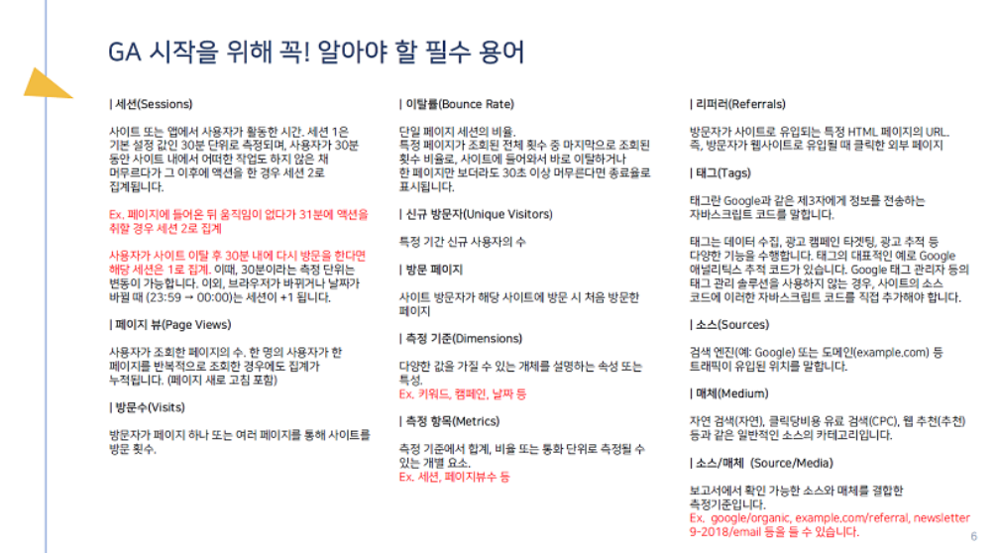 GA 시작을 위해 꼭! 알아야 할 필수 용어
| 세션(Sessions)
사이트 또는 앱에서 사용자가 활동한 시간. 세션 1은
기본 설정 값인 30분 단위로 측정되며, 사용자가 30분
동안 사이트 내에서 어떠한 작업도 하지 않은 채
머무르다가 그 이후에 액션을 한 경우 세션 2로
집계됩니다.
Ex. 페이지에 들어온 뒤 움직임이 없다가 31분에 액션을
취할 경우 세션 2로 집계
사용자가 사이트 이탈 후 30분 내에 다시 방문을 한다면
해당 세션은 1로 집계. 이때, 30분이라는 측정 단위는
변동이 가능합니다. 이외, 브라우저가 바뀌거나 날짜가
바뀔 때 (23:59 → 00:00)는 세션이 +1 됩니다.
| 페이지 뷰(Page Views)
사용자가 조회한 페이지의 수. 한 명의 사용자가 한
페이지를 반복적으로 조회한 경우에도 집계가
누적됩니다. (페이지 새로 고침 포함)
| 방문수(Visits)
방문자가 페이지 하나 또는 여러 페이지를 통해 사이트를
방문 횟수.
| 이탈률(Bounce Rate)
단일 페이지 세션의 비율.
특정 페이지가 조회된 전체 횟수 중 마지막으로 조회된
횟수 비율로, 사이트에 들어와서 바로 이탈하거나
한 페이지만 보더라도 30초 이상 머무른다면 종료율로
표시됩니다.
| 신규 방문자(Unique Visitors)
특정 기간 신규 사용자의 수
| 방문 페이지
사이트 방문자가 해당 사이트에 방문 시 처음 방문한
페이지
| 측정 기준(Dimensions)
다양한 값을 가질 수 있는 개체를 설명하는 속성 또는
특성.
Ex. 키워드, 캠페인, 날짜 등
| 측정 항목(Metrics)
측정 기준에서 합계, 비율 또는 통화 단위로 측정될 수
있는 개별 요소.
Ex. 세션, 페이지뷰수 등
| 리퍼러(Referrals)
방문자가 사이트로 유입되는 특정 HTML 페이지의 URL.
즉, 방문자가 웹사이트로 유입될 때 클릭한 외부 페이지
| 태그(Tags)
태그란 Google과 같은 제3자에게 정보를 전송하는
자바스크립트 코드를 말합니다.
태그는 데이터 수집, 광고 캠페인 타겟팅, 광고 추적 등
다양한 기능을 수행합니다. 태그의 대표적인 예로 Google
애널리틱스 추적 코드가 있습니다. Google 태그 관리자 등의
태그 관리 솔루션을 사용하지 않는 경우, 사이트의 소스
코드에 이러한 자바스크립트 코드를 직접 추가해야 합니다.
| 소스(Sources)
검색 엔진(예: Google) 또는 도메인(example.com) 등
트래픽이 유입된 위치를 말합니다.
| 매체(Medium)
자연 검색(자연), 클릭당비용 유료 검색(CPC), 웹 추천(추천)
등과 같은 일반적인 소스의 카테고리입니다.
| 소스/매체 (Source/Media)
보고서에서 확인 가능한 소스와 매체를 결합한
측정기준입니다.
Ex. google/organic, example.com/referral, newsletter
9-2018/email 등을 들 수 있습니다.
6